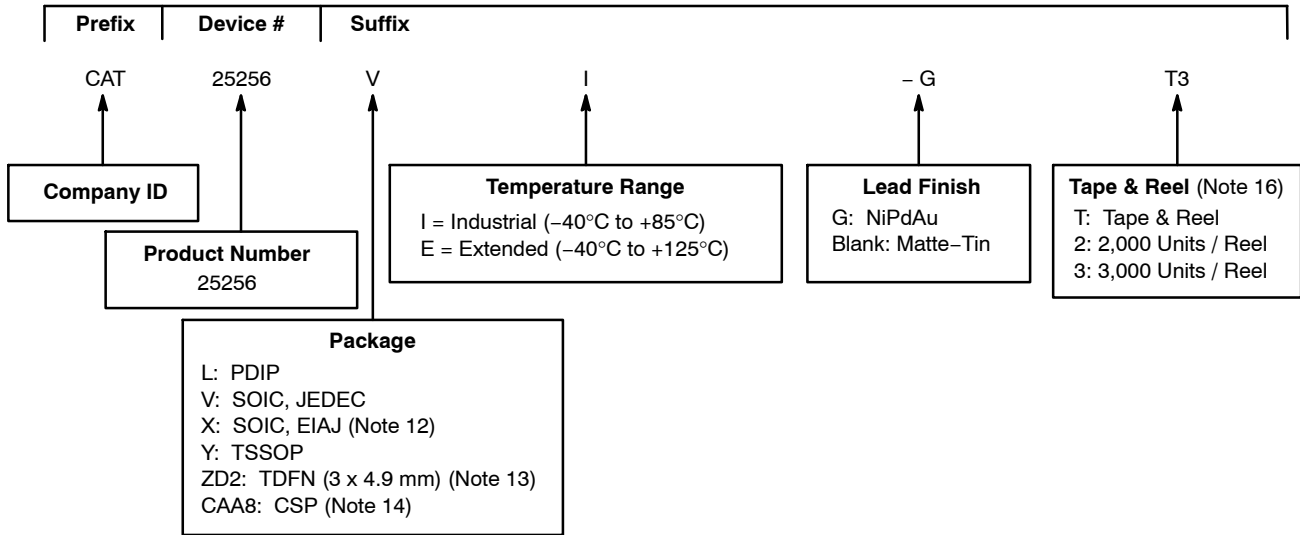 Prefix Device # Suffix
CAT 25256 V I – G T3
Company ID
Product Number
25256
Package
L: PDIP
V: SOIC, JEDEC
X: SOIC, EIAJ (Note 12)
Y: TSSOP
ZD2: TDFN (3 x 4.9 mm) (Note 13)
CAA8: CSP (Note 14)
Temperature Range
I = Industrial (−40°C to +85°C)
E = Extended (−40°C to +125°C)
Lead Finish
G: NiPdAu
Blank: Matte−Tin
Tape & Reel (Note 16)
T: Tape & Reel
2: 2,000 Units / Reel
3: 3,000 Units / Reel